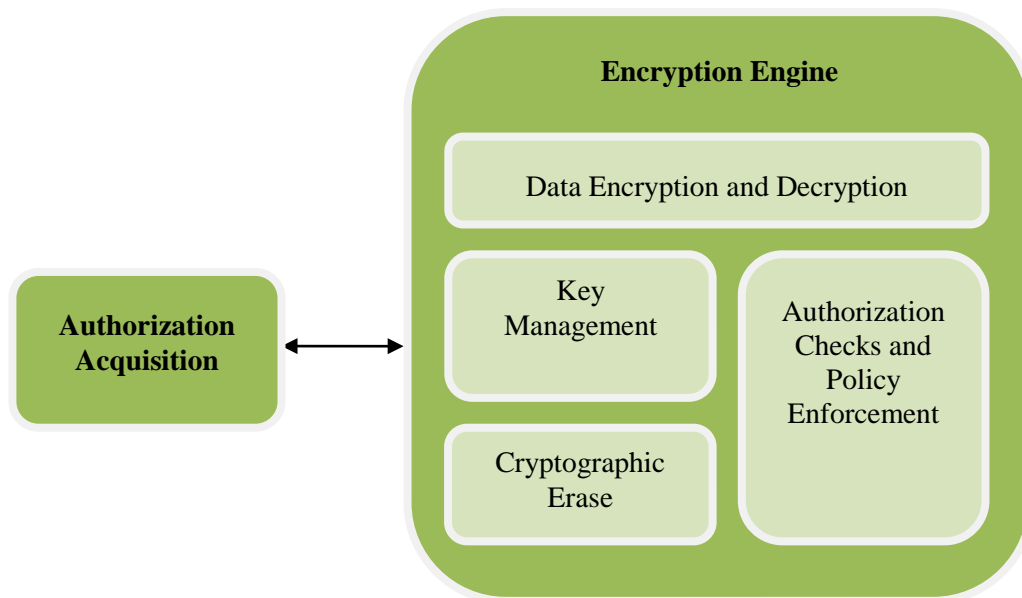 Encryption Engine
Data Encryption and Decryption
Key
Management
Authorization
Checks and
Policy
Enforcement
Cryptographic
Erase
Authorization
Acquisition